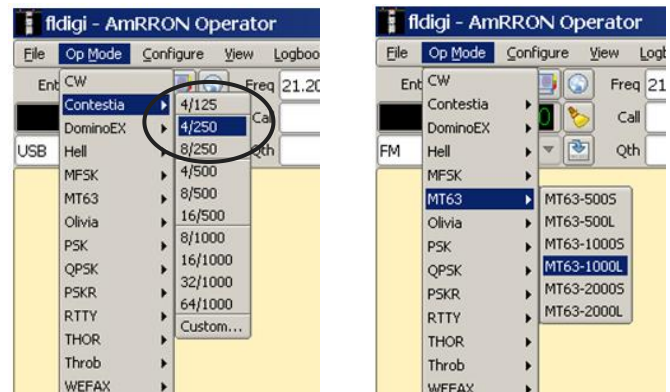 fldigi - AmRRON Operator
File Op Mode Configure View Logboo
Ent Freq 21.20
CW
Contestia
DominoEX
Hell
MFSK
MT63
Olivia
PSK
QPSK
PSKR
RTTY
THOR
Throb
WEFAX
4/125
4/250
8/250
4/500
8/500
16/500
8/1000
16/1000
32/1000
64/1000
Custom...
Call
Qth
USB
fldigi - AmRRON Operator
File Op Mode Configure View Logb
Ent Freq 21
CW
Contestia
DominoEX
Hell
MFSK
MT63
Olivia
PSK
QPSK
PSKR
RTTY
THOR
Throb
WEFAX
MT63-500S
MT63-500L
MT63-1000S
MT63-1000L
MT63-2000S
MT63-2000L
0 Call
Qth
FM